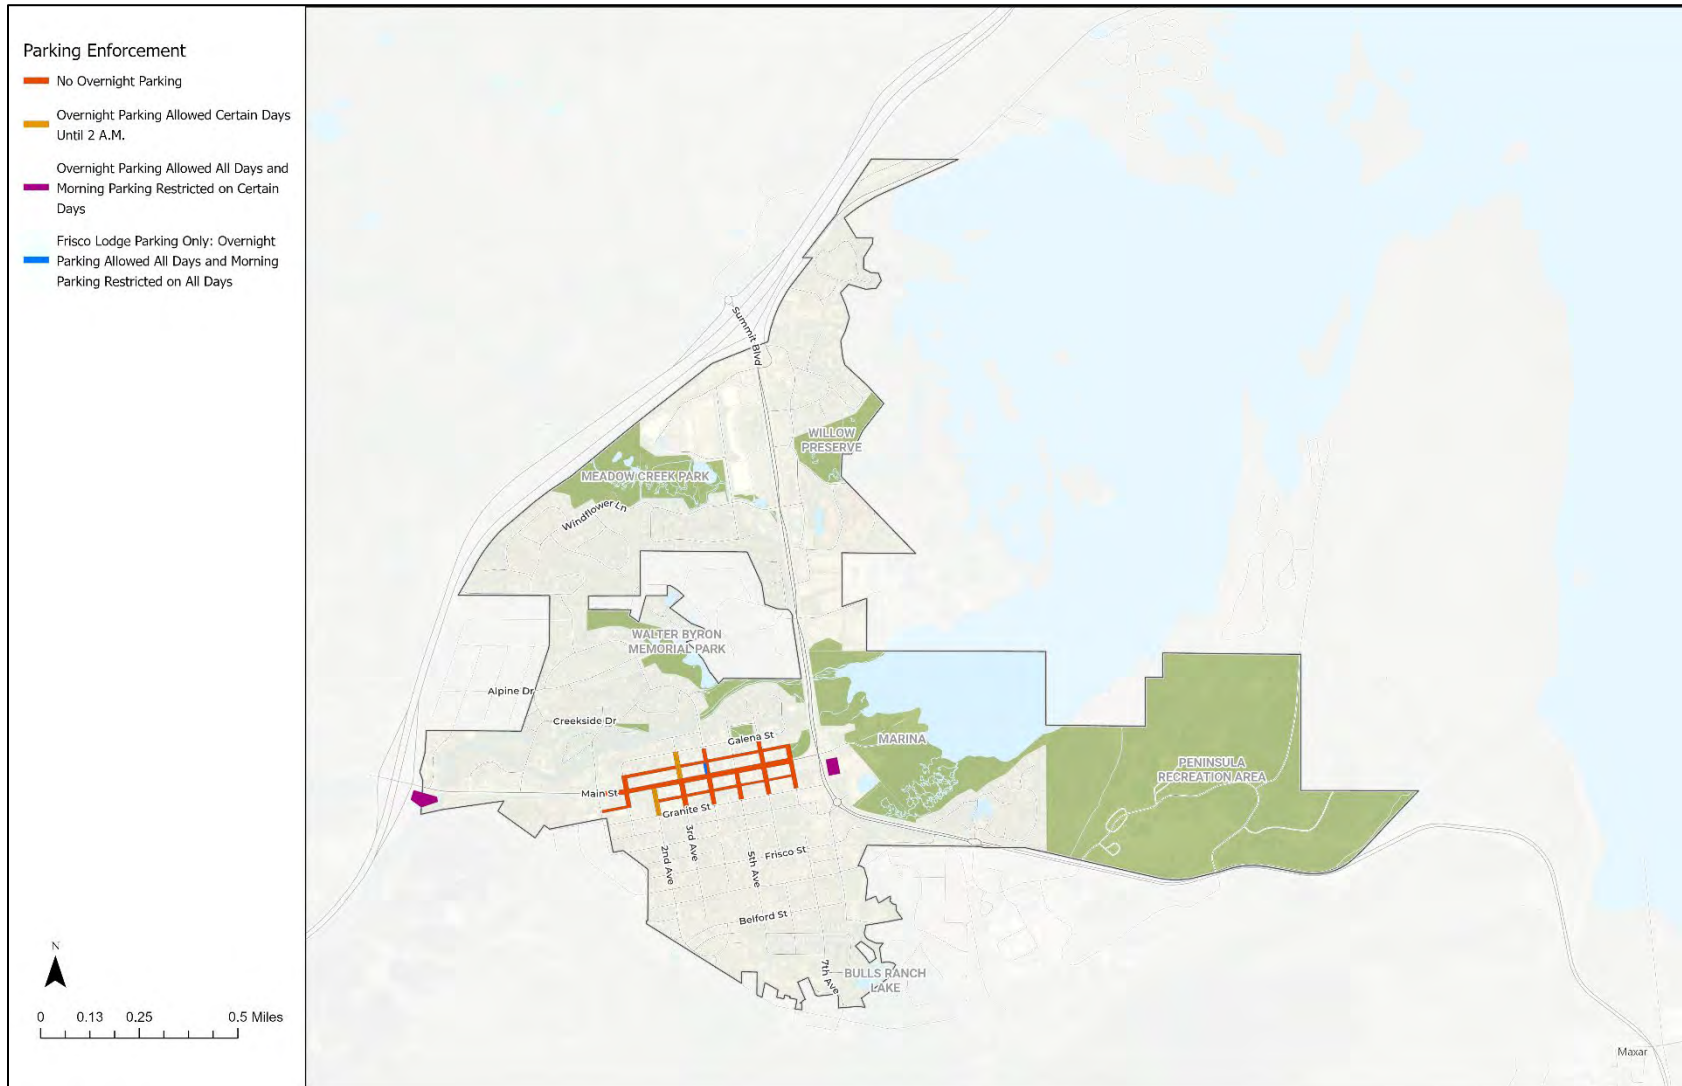 Parking Enforcement
No Overnight Parking
Overnight Parking Allowed Certain Days
Until 2 A.M.
Overnight Parking Allowed All Days and
Morning Parking Restricted on Certain
Days
Frisco Lodge Parking Only: Overnight
Parking Allowed All Days and Morning
Parking Restricted on All Days
Summit Blvd
WILLOW
PRESERVE
MEADOW CREEK PARK
Windflower Ln
WALTER BYRON
MEMORIAL PARK
Alpine Dr
Creekside Dr
Galena St
MARINA
PENINSULA
RECREATION AREA
Main St
Granite St
3rd Ave
2nd Ave
5th Ave
Frisco St
Belford St
7th Ave
BULLS RANCH
LAKE
N
0 0.13 0.25 0.5 Miles
Maxar